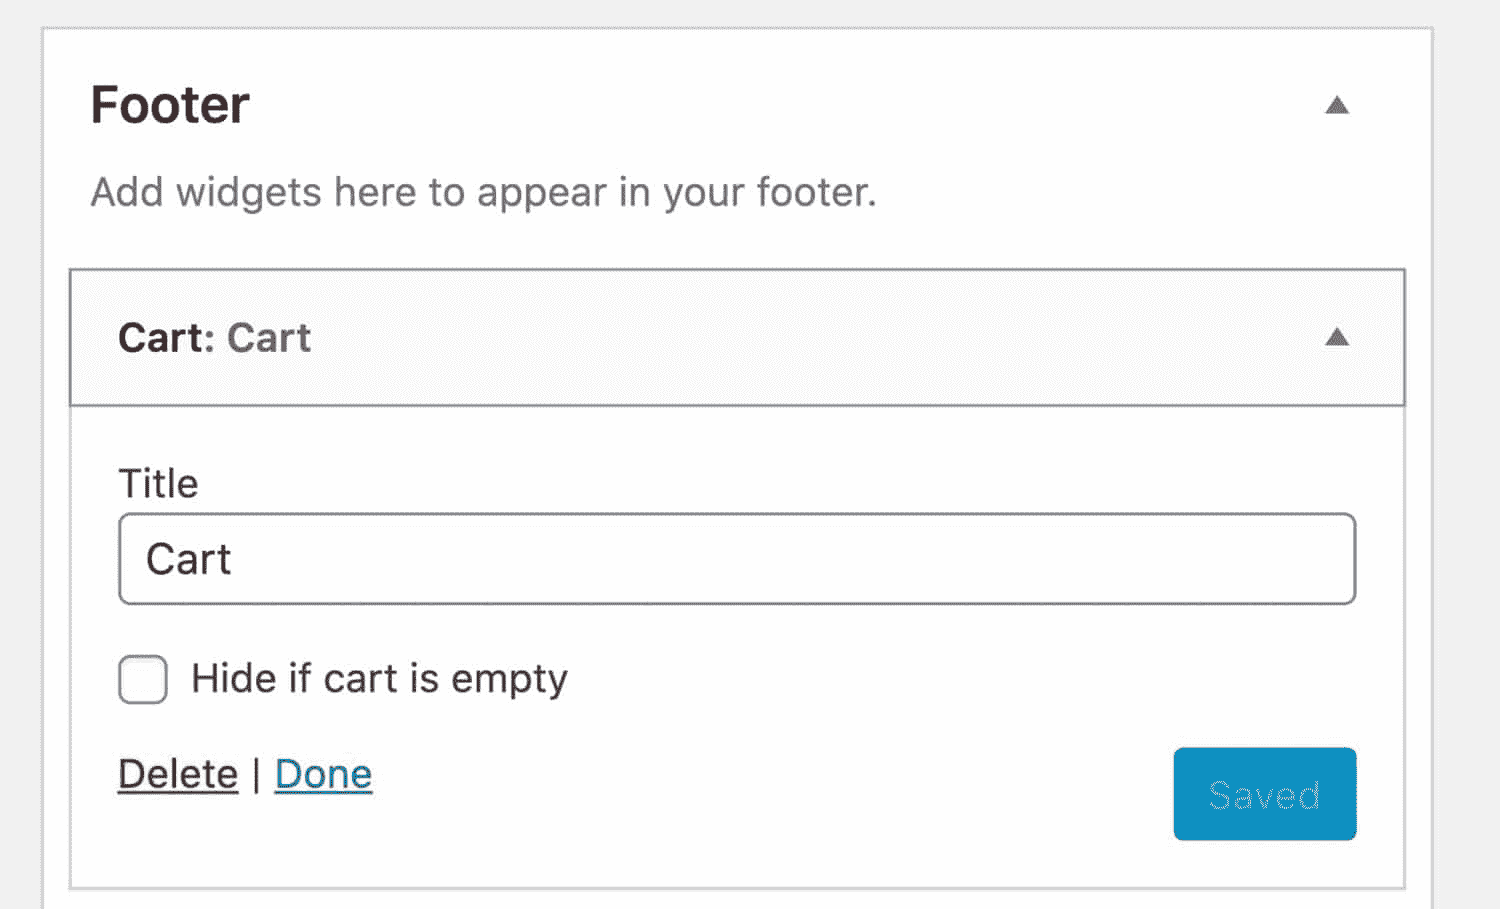 Footer
Add widgets here to appear in your footer.
Cart: Cart
Title
Cart
Hide if cart is empty
Delete | Done
Saved